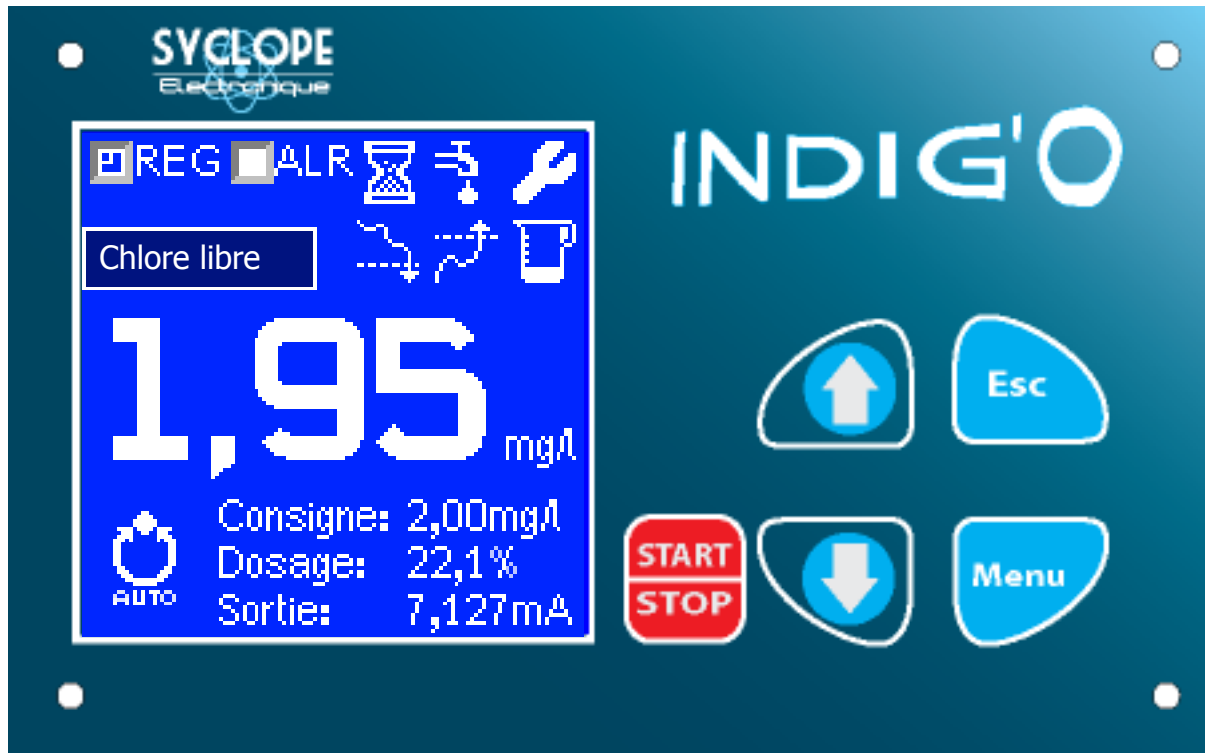 SYCLOPE
Electronique
INDIG'O
REG ALR
Chlore libre
1,95 mg/l
Consigne: 2,00mg/l
Dosage: 22,1%
Sortie: 7,127mA
AUTO
Esc
START
STOP
Menu